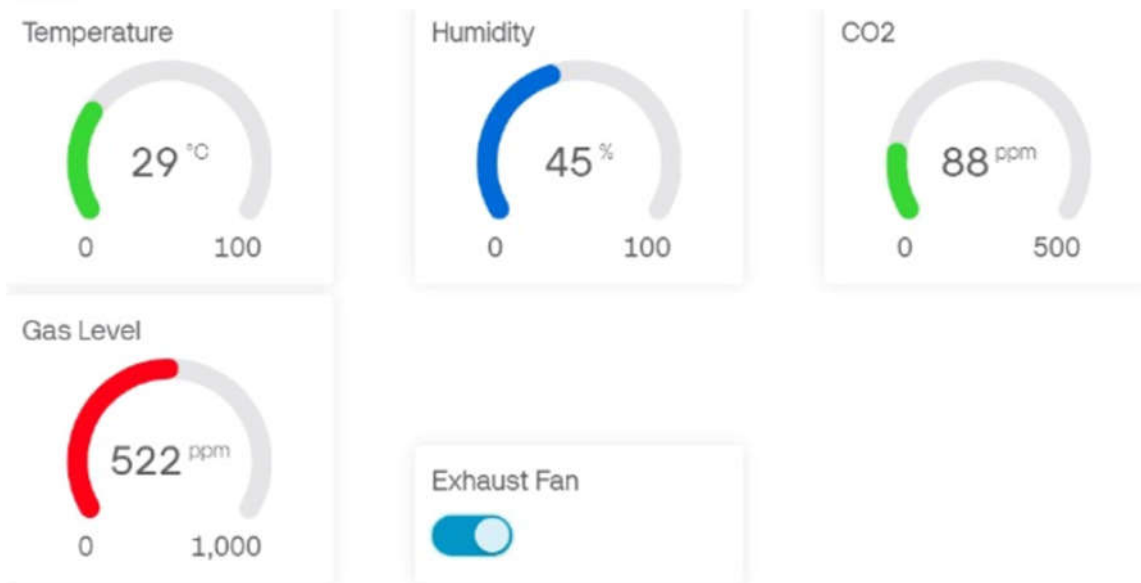 Temperature
29 °C
0 100
Humidity
45 %
0 100
CO2
88 ppm
0 500
Gas Level
522 ppm
0 1,000
Exhaust Fan